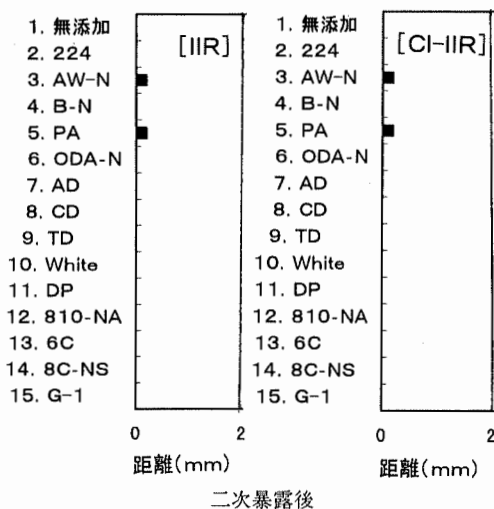 [IIR]
1. 無添加
2. 224
3. AW-N
4. B-N
5. PA
6. ODA-N
7. AD
8. CD
9. TD
10. White
11. DP
12. 810-NA
13. 6C
14. 8C-NS
15. G-1
0 2
距離(mm)
[CI-IIR]
1. 無添加
2. 224
3. AW-N
4. B-N
5. PA
6. ODA-N
7. AD
8. CD
9. TD
10. White
11. DP
12. 810-NA
13. 6C
14. 8C-NS
15. G-1
0 2
距離(mm)
二次暴露後